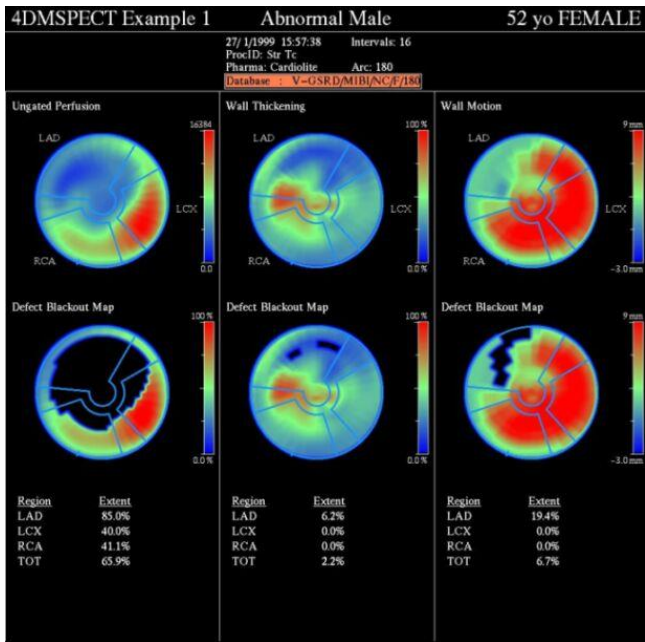 4DMSPECT Example 1 Abnormal Male 52 yo FEMALE
27/ 1/1999 15:57:38 Intervals: 16
ProcID: Str Tc
Pharma: Cardiolite Arc: 180
Database : V-GSRD/MIBI/NC/F/180
Ungated Perfusion
16384
LAD
LCX
RCA
0.0
Defect Blackout Map
100 %
0.0 %
Region Extent
LAD 85.0%
LCX 40.0%
RCA 41.1%
TOT 65.9%
Wall Thickening
100 %
LAD
LCX
RCA
0.0 %
Defect Blackout Map
100 %
0.0 %
Region Extent
LAD 6.2%
LCX 0.0%
RCA 0.0%
TOT 2.2%
Wall Motion
9 mm
LAD
LCX
RCA
-3.0 mm
Defect Blackout Map
9 mm
-3.0 mm
Region Extent
LAD 19.4%
LCX 0.0%
RCA 0.0%
TOT 6.7%